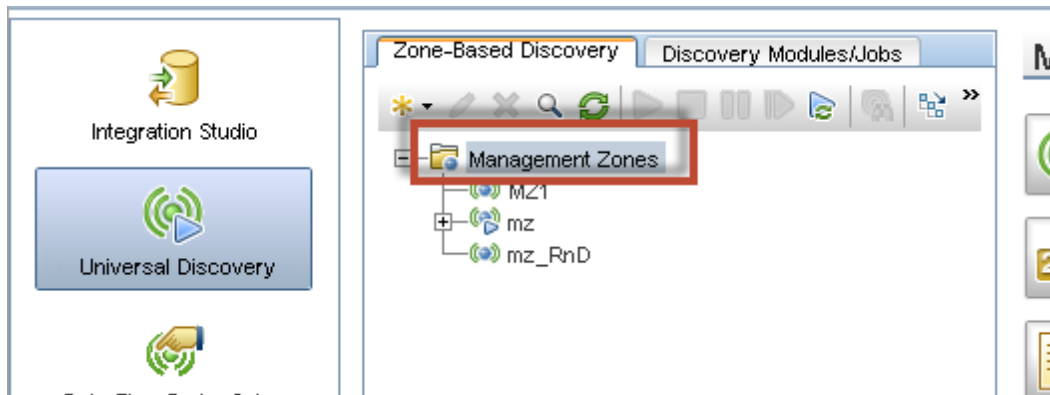 Zone-Based Discovery
Discovery Modules/Jobs
Integration Studio
Management Zones
MZ1
mz
Universal Discovery
mz_RnD